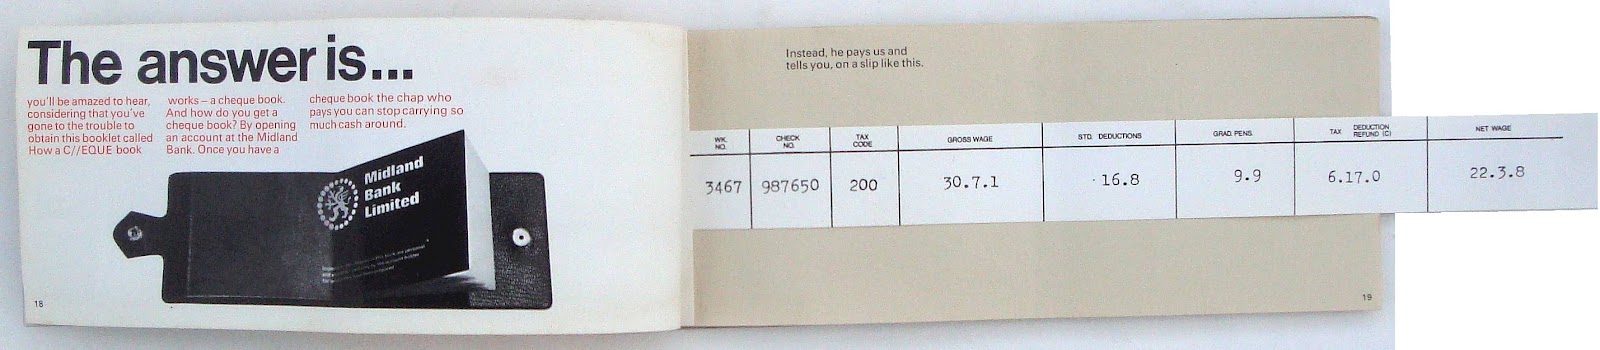 The answer is...
you'll be amazed to hear,
considering that you've
gone to the trouble to
obtain this booklet called
How a C//EQUE book
works – a cheque book.
And how do you get a
cheque book? By opening
an account at the Midland
Bank. Once you have a
cheque book the chap who
pays you can stop carrying so
much cash around.
Midland
Bank
Limited
18
Instead, he pays us and
tells you, on a slip like this.
WK. NO. CHECK NO. TAX CODE GROSS WAGE STD. DEDUCTIONS GRAD. PENS. TAX DEDUCTION REFUND (C) NET WAGE
3467 987650 200 30.7.1 16.8 9.9 6.17.0 22.3.8
19